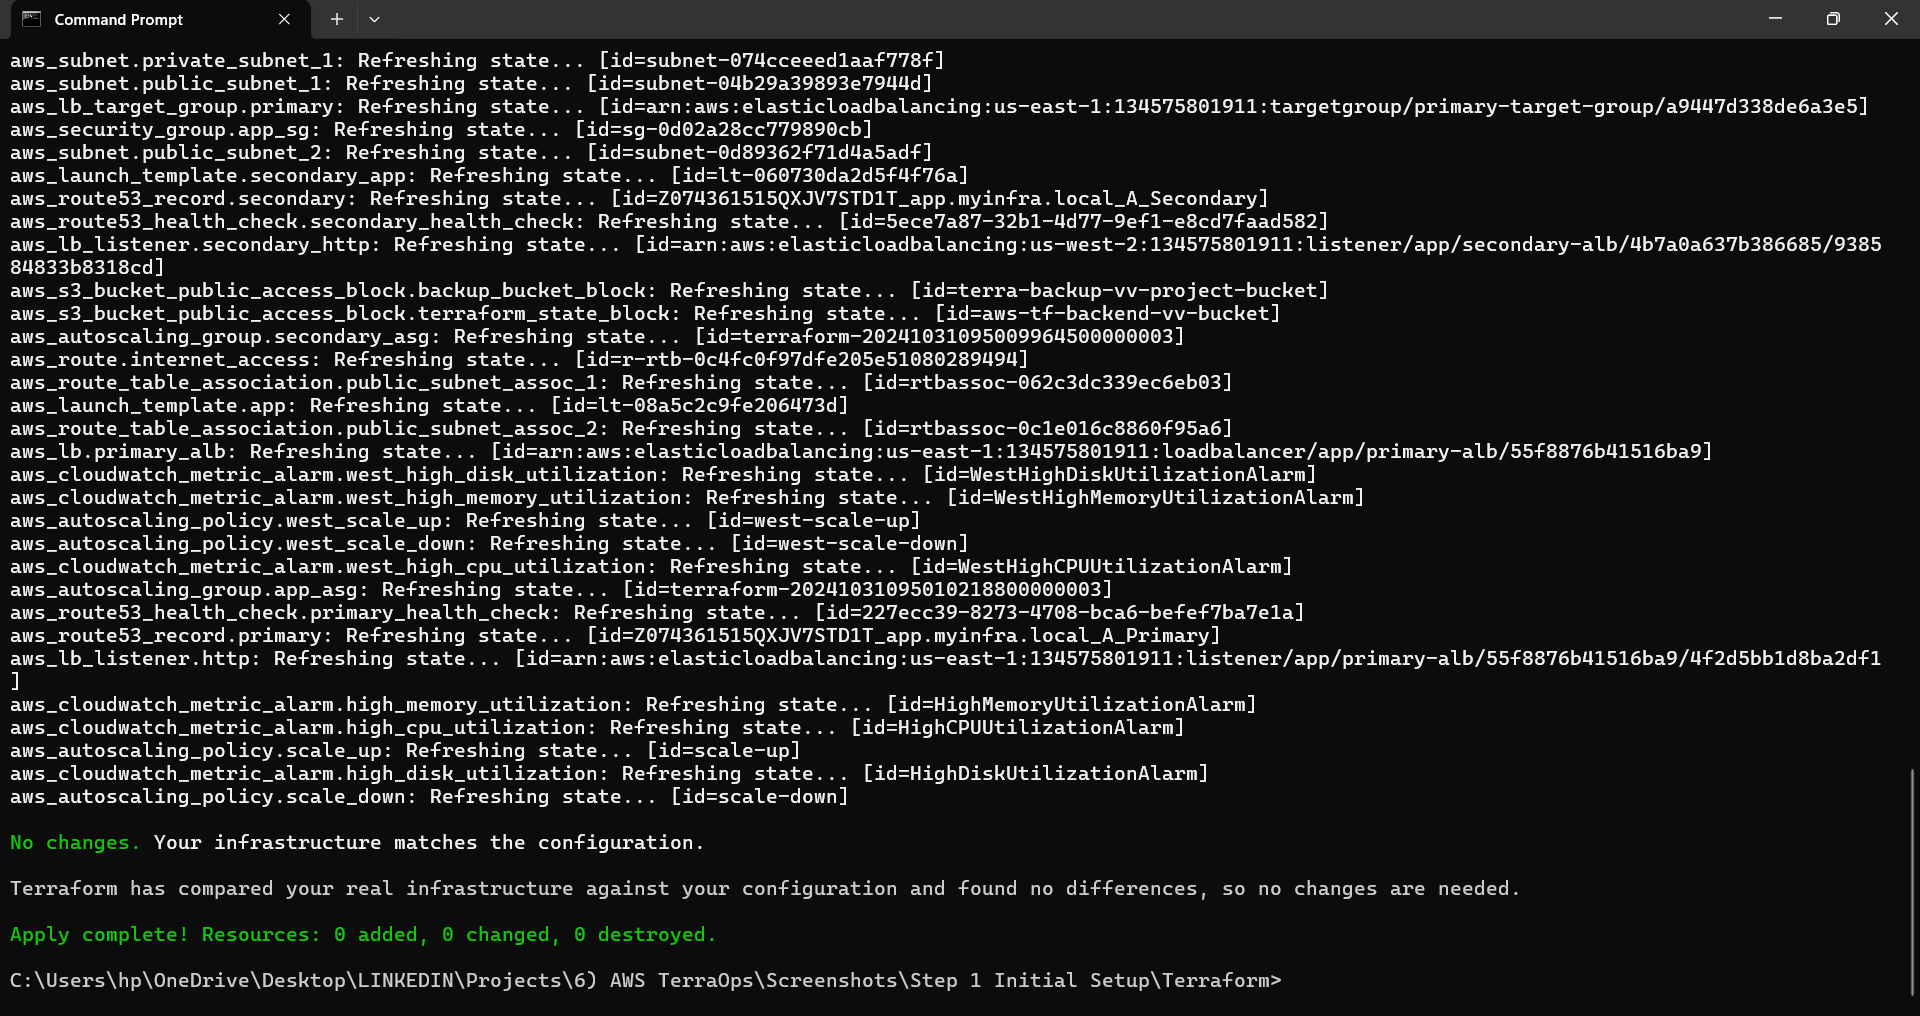 Command Prompt
aws_subnet.private_subnet_1: Refreshing state... [id=subnet-074cceeed1aaf778f]
aws_subnet.public_subnet_1: Refreshing state... [id=subnet-04b29a39893e7944d]
aws_lb_target_group.primary: Refreshing state... [id=arn:aws:elasticloadbalancing:us-east-1:134575801911:targetgroup/primary-target-group/a9447d338de6a3e5]
aws_security_group.app_sg: Refreshing state... [id=sg-0d02a28cc779890cb]
aws_subnet.public_subnet_2: Refreshing state... [id=subnet-0d89362f71d4a5adf]
aws_launch_template.secondary_app: Refreshing state... [id=lt-060730da2d5f4f76a]
aws_route53_record.secondary: Refreshing state... [id=Z074361515QXJV7STD1T_app.myinfra.local_A_Secondary]
aws_route53_health_check.secondary_health_check: Refreshing state... [id=5ece7a87-32b1-4d77-9ef1-e8cd7faad582]
aws_lb_listener.secondary_http: Refreshing state... [id=arn:aws:elasticloadbalancing:us-west-2:134575801911:listener/app/secondary-alb/4b7a0a637b386685/9385
84833b8318cd]
aws_s3_bucket_public_access_block.backup_bucket_block: Refreshing state... [id=terra-backup-vv-project-bucket]
aws_s3_bucket_public_access_block.terraform_state_block: Refreshing state... [id=aws-tf-backend-vv-bucket]
aws_autoscaling_group.secondary_asg: Refreshing state... [id=terraform-20241031095009964500000003]
aws_route.internet_access: Refreshing state... [id=r-rtb-0c4fc0f97dfe205e51080289494]
aws_route_table_association.public_subnet_assoc_1: Refreshing state... [id=rtbassoc-062c3dc339ec6eb03]
aws_launch_template.app: Refreshing state... [id=lt-08a5c2c9fe206473d]
aws_route_table_association.public_subnet_assoc_2: Refreshing state... [id=rtbassoc-0c1e016c8860f95a6]
aws_lb.primary_alb: Refreshing state... [id=arn:aws:elasticloadbalancing:us-east-1:134575801911:loadbalancer/app/primary-alb/55f8876b41516ba9]
aws_cloudwatch_metric_alarm.west_high_disk_utilization: Refreshing state... [id=WestHighDiskUtilizationAlarm]
aws_cloudwatch_metric_alarm.west_high_memory_utilization: Refreshing state... [id=WestHighMemoryUtilizationAlarm]
aws_autoscaling_policy.west_scale_up: Refreshing state... [id=west-scale-up]
aws_autoscaling_policy.west_scale_down: Refreshing state... [id=west-scale-down]
aws_cloudwatch_metric_alarm.west_high_cpu_utilization: Refreshing state... [id=WestHighCPUUtilizationAlarm]
aws_autoscaling_group.app_asg: Refreshing state... [id=terraform-20241031095010218800000003]
aws_route53_health_check.primary_health_check: Refreshing state... [id=227ecc39-8273-4708-bca6-befef7ba7e1a]
aws_route53_record.primary: Refreshing state... [id=Z074361515QXJV7STD1T_app.myinfra.local_A_Primary]
aws_lb_listener.http: Refreshing state... [id=arn:aws:elasticloadbalancing:us-east-1:134575801911:listener/app/primary-alb/55f8876b41516ba9/4f2d5bb1d8ba2df1
]
aws_cloudwatch_metric_alarm.high_memory_utilization: Refreshing state... [id=HighMemoryUtilizationAlarm]
aws_cloudwatch_metric_alarm.high_cpu_utilization: Refreshing state... [id=HighCPUUtilizationAlarm]
aws_autoscaling_policy.scale_up: Refreshing state... [id=scale-up]
aws_cloudwatch_metric_alarm.high_disk_utilization: Refreshing state... [id=HighDiskUtilizationAlarm]
aws_autoscaling_policy.scale_down: Refreshing state... [id=scale-down]
No changes. Your infrastructure matches the configuration.
Terraform has compared your real infrastructure against your configuration and found no differences, so no changes are needed.
Apply complete! Resources: 0 added, 0 changed, 0 destroyed.
C:\Users\hp\OneDrive\Desktop\LINKEDIN\Projects\6) AWS TerraOps\Screenshots\Step 1 Initial Setup\Terraform>